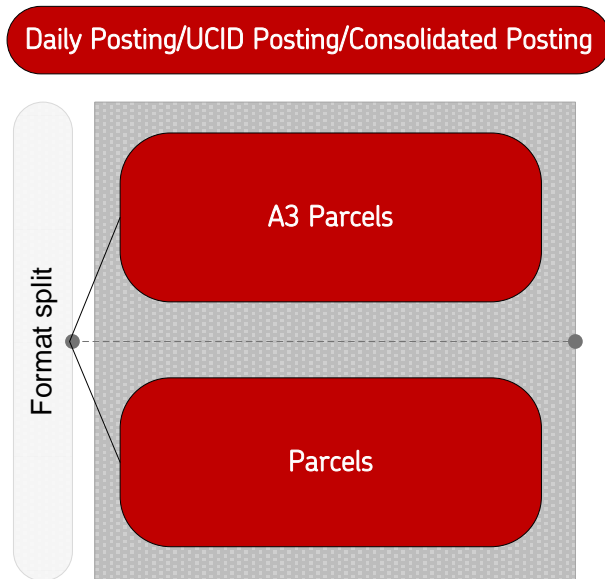 Daily Posting/UCID Posting/Consolidated Posting
A3 Parcels
Format split
Parcels